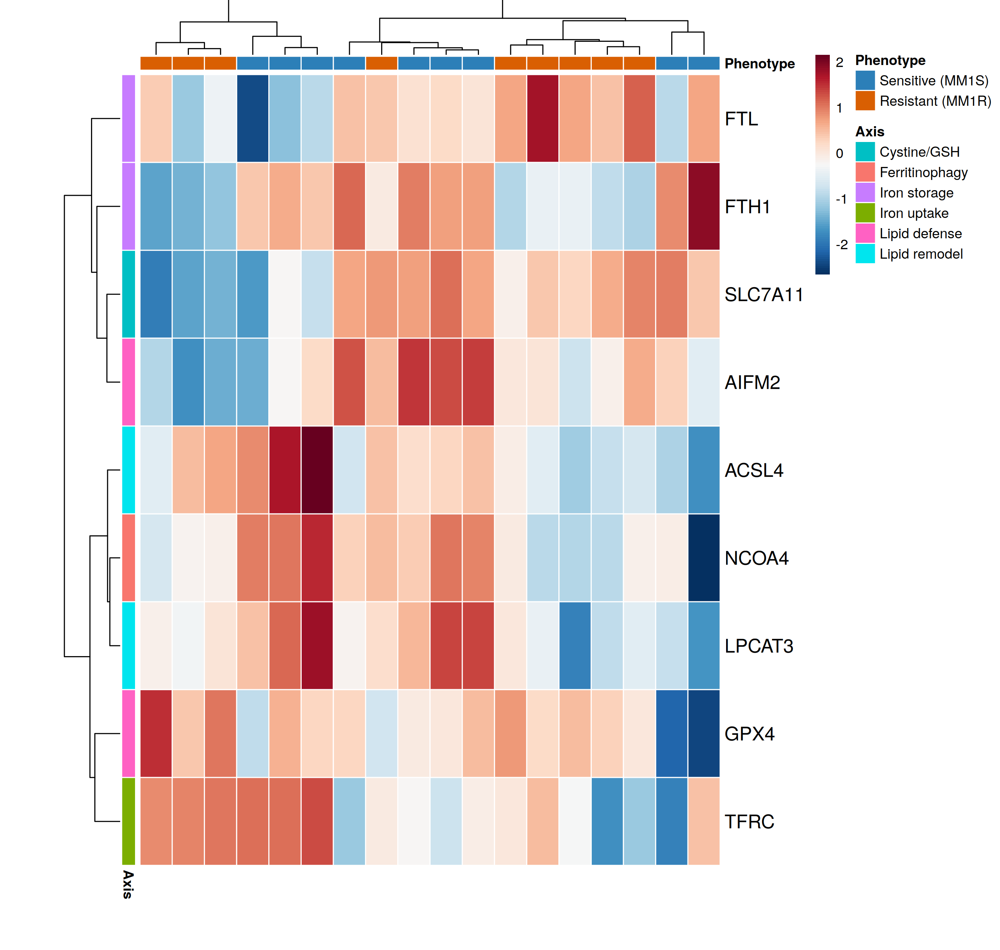 Phenotype
FTL
FTH1
SLC7A11
AIFM2
ACSL4
NCOA4
LPCAT3
GPX4
TFRC
Axis
2
1
0
-1
-2
Phenotype
Sensitive (MM1S)
Resistant (MM1R)
Axis
Cystine/GSH
Ferritinophagy
Iron storage
Iron uptake
Lipid defense
Lipid remodel